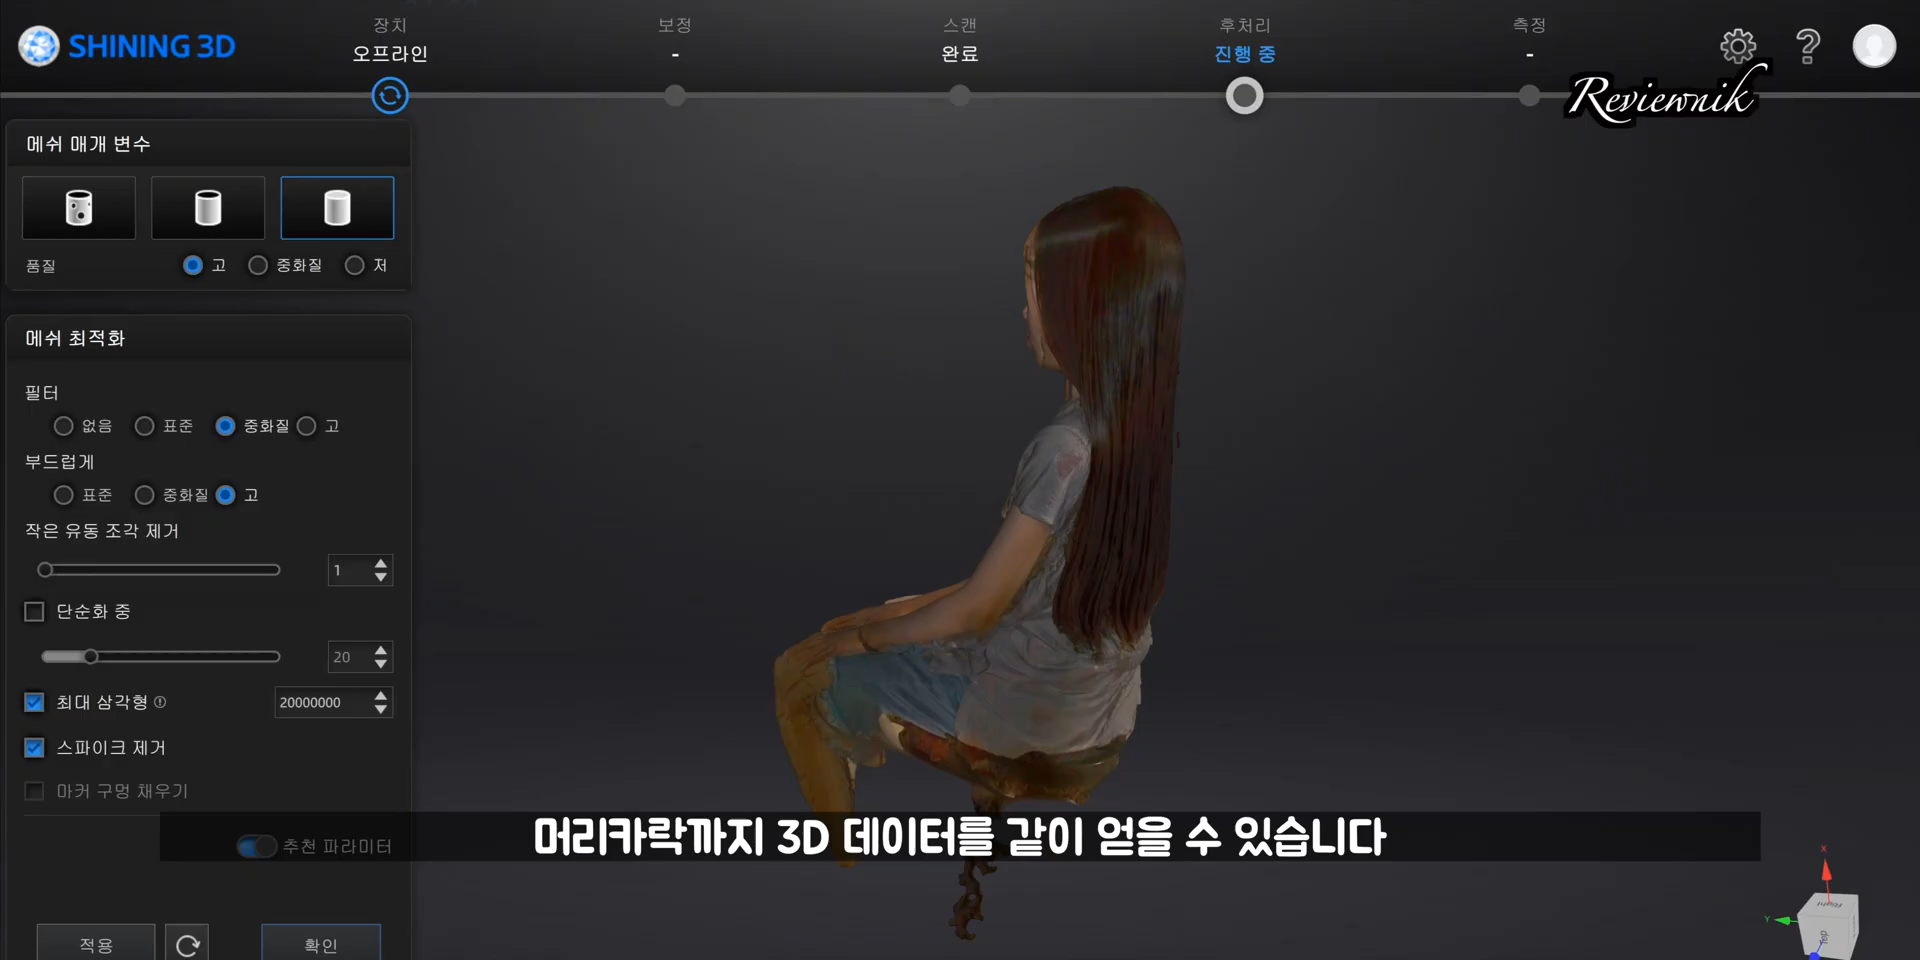 SHINING 3D
장치
오프라인
보정
-
스캔
완료
후처리
진행 중
측정
-
Reviewnik
메쉬 매개 변수
품질
고
중화질
저
메쉬 최적화
필터
없음
표준
중화질
고
부드럽게
표준
중화질
고
작은 유동 조각 제거
1
단순화 중
20
최대 삼각형
20000000
스파이크 제거
마커 구멍 채우기
추천 파라미터
머리카락까지 3D 데이터를 같이 얻을 수 있습니다
적용
확인
X
Y
Right